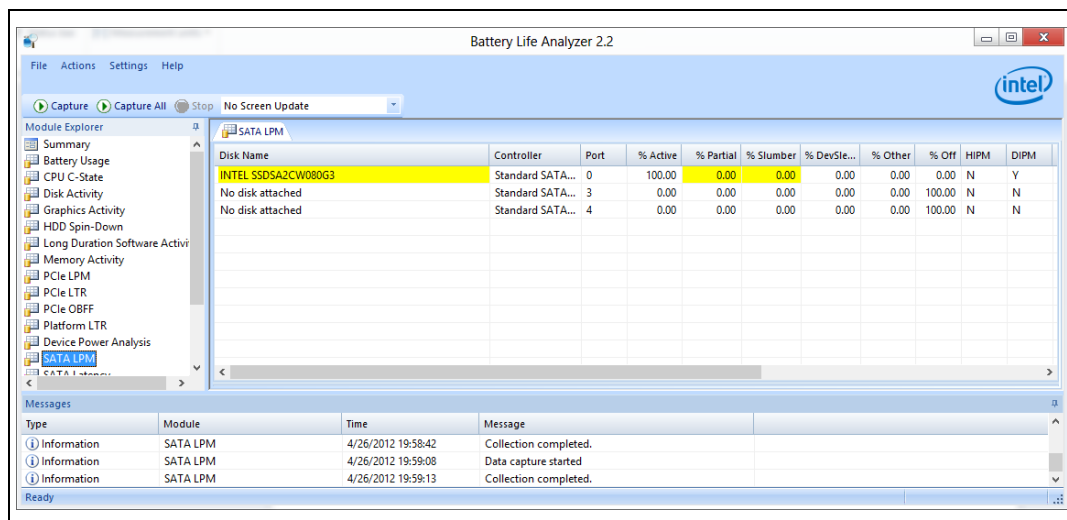 Battery Life Analyzer 2.2
File Actions Settings Help
intel
Capture Capture All Stop No Screen Update
Module Explorer
Summary
Battery Usage
CPU C-State
Disk Activity
Graphics Activity
HDD Spin-Down
Long Duration Software Activi
Memory Activity
PCIe LPM
PCIe LTR
PCIe OBFF
Platform LTR
Device Power Analysis
SATA LPM
SATA Latency
SATA LPM
Disk Name Controller Port % Active % Partial % Slumber % DevSle... % Other % Off HIPM DIPM
INTEL SSDSA2CW080G3 Standard SATA... 0 100.00 0.00 0.00 0.00 0.00 0.00 N Y
No disk attached Standard SATA... 3 0.00 0.00 0.00 0.00 0.00 100.00 N N
No disk attached Standard SATA... 4 0.00 0.00 0.00 0.00 0.00 100.00 N N
Messages
Type Module Time Message
Information SATA LPM 4/26/2012 19:58:42 Collection completed.
Information SATA LPM 4/26/2012 19:59:08 Data capture started
Information SATA LPM 4/26/2012 19:59:13 Collection completed.
Ready